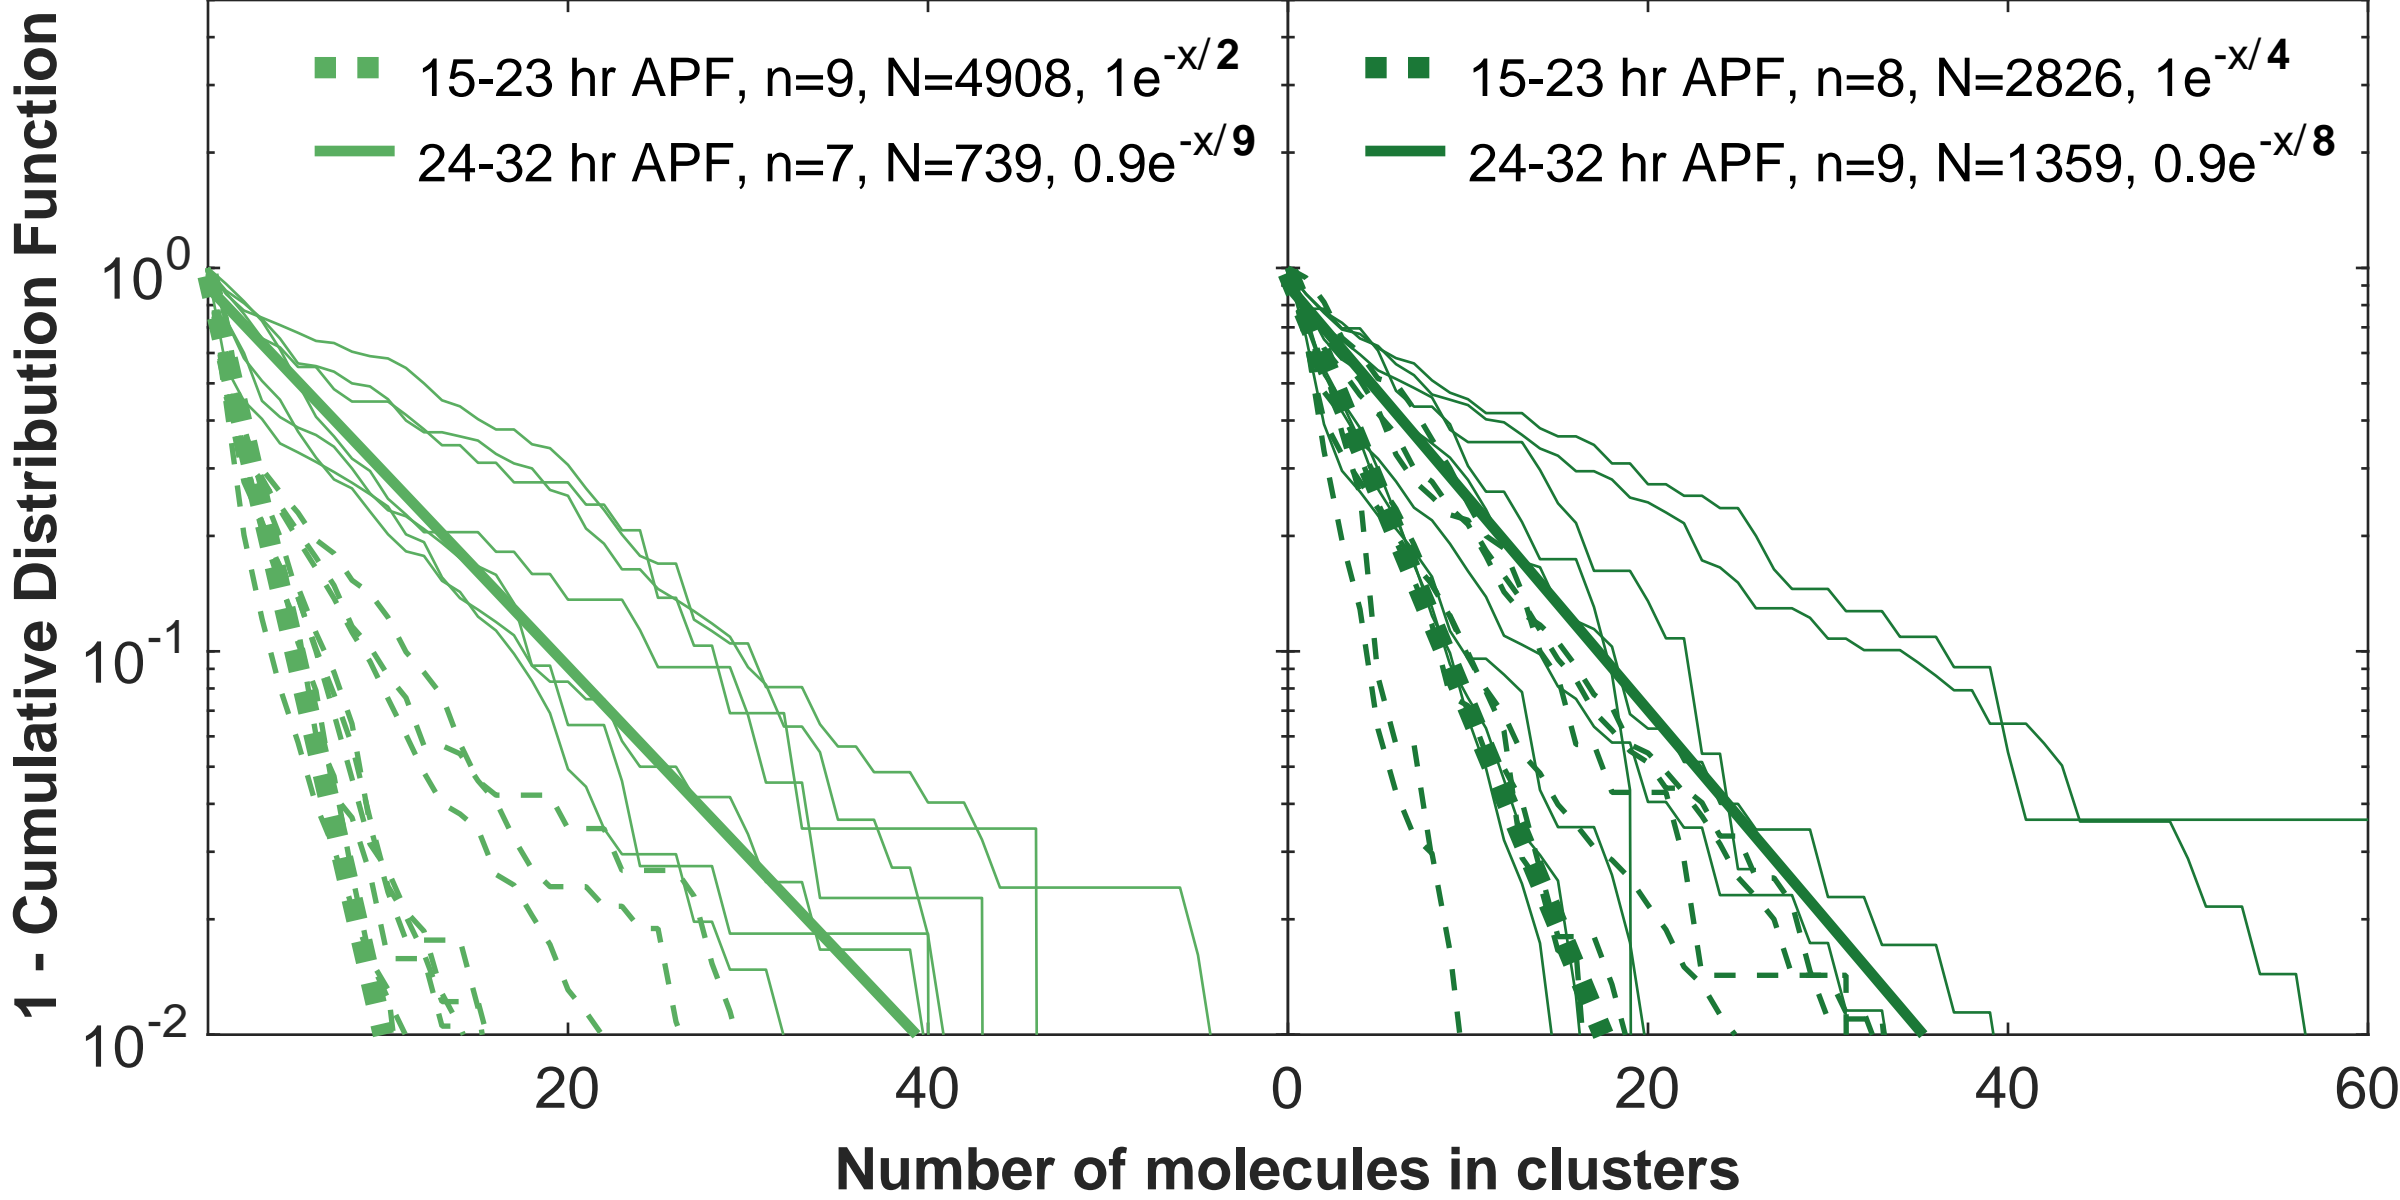 1 - Cumulative Distribution Function
15-23 hr APF, n=9, N=4908, 1e^-x/2
24-32 hr APF, n=7, N=739, 0.9e^-x/9
15-23 hr APF, n=8, N=2826, 1e^-x/4
24-32 hr APF, n=9, N=1359, 0.9e^-x/8
10^0
10^-1
10^-2
20 40 0 20 40 60
Number of molecules in clusters